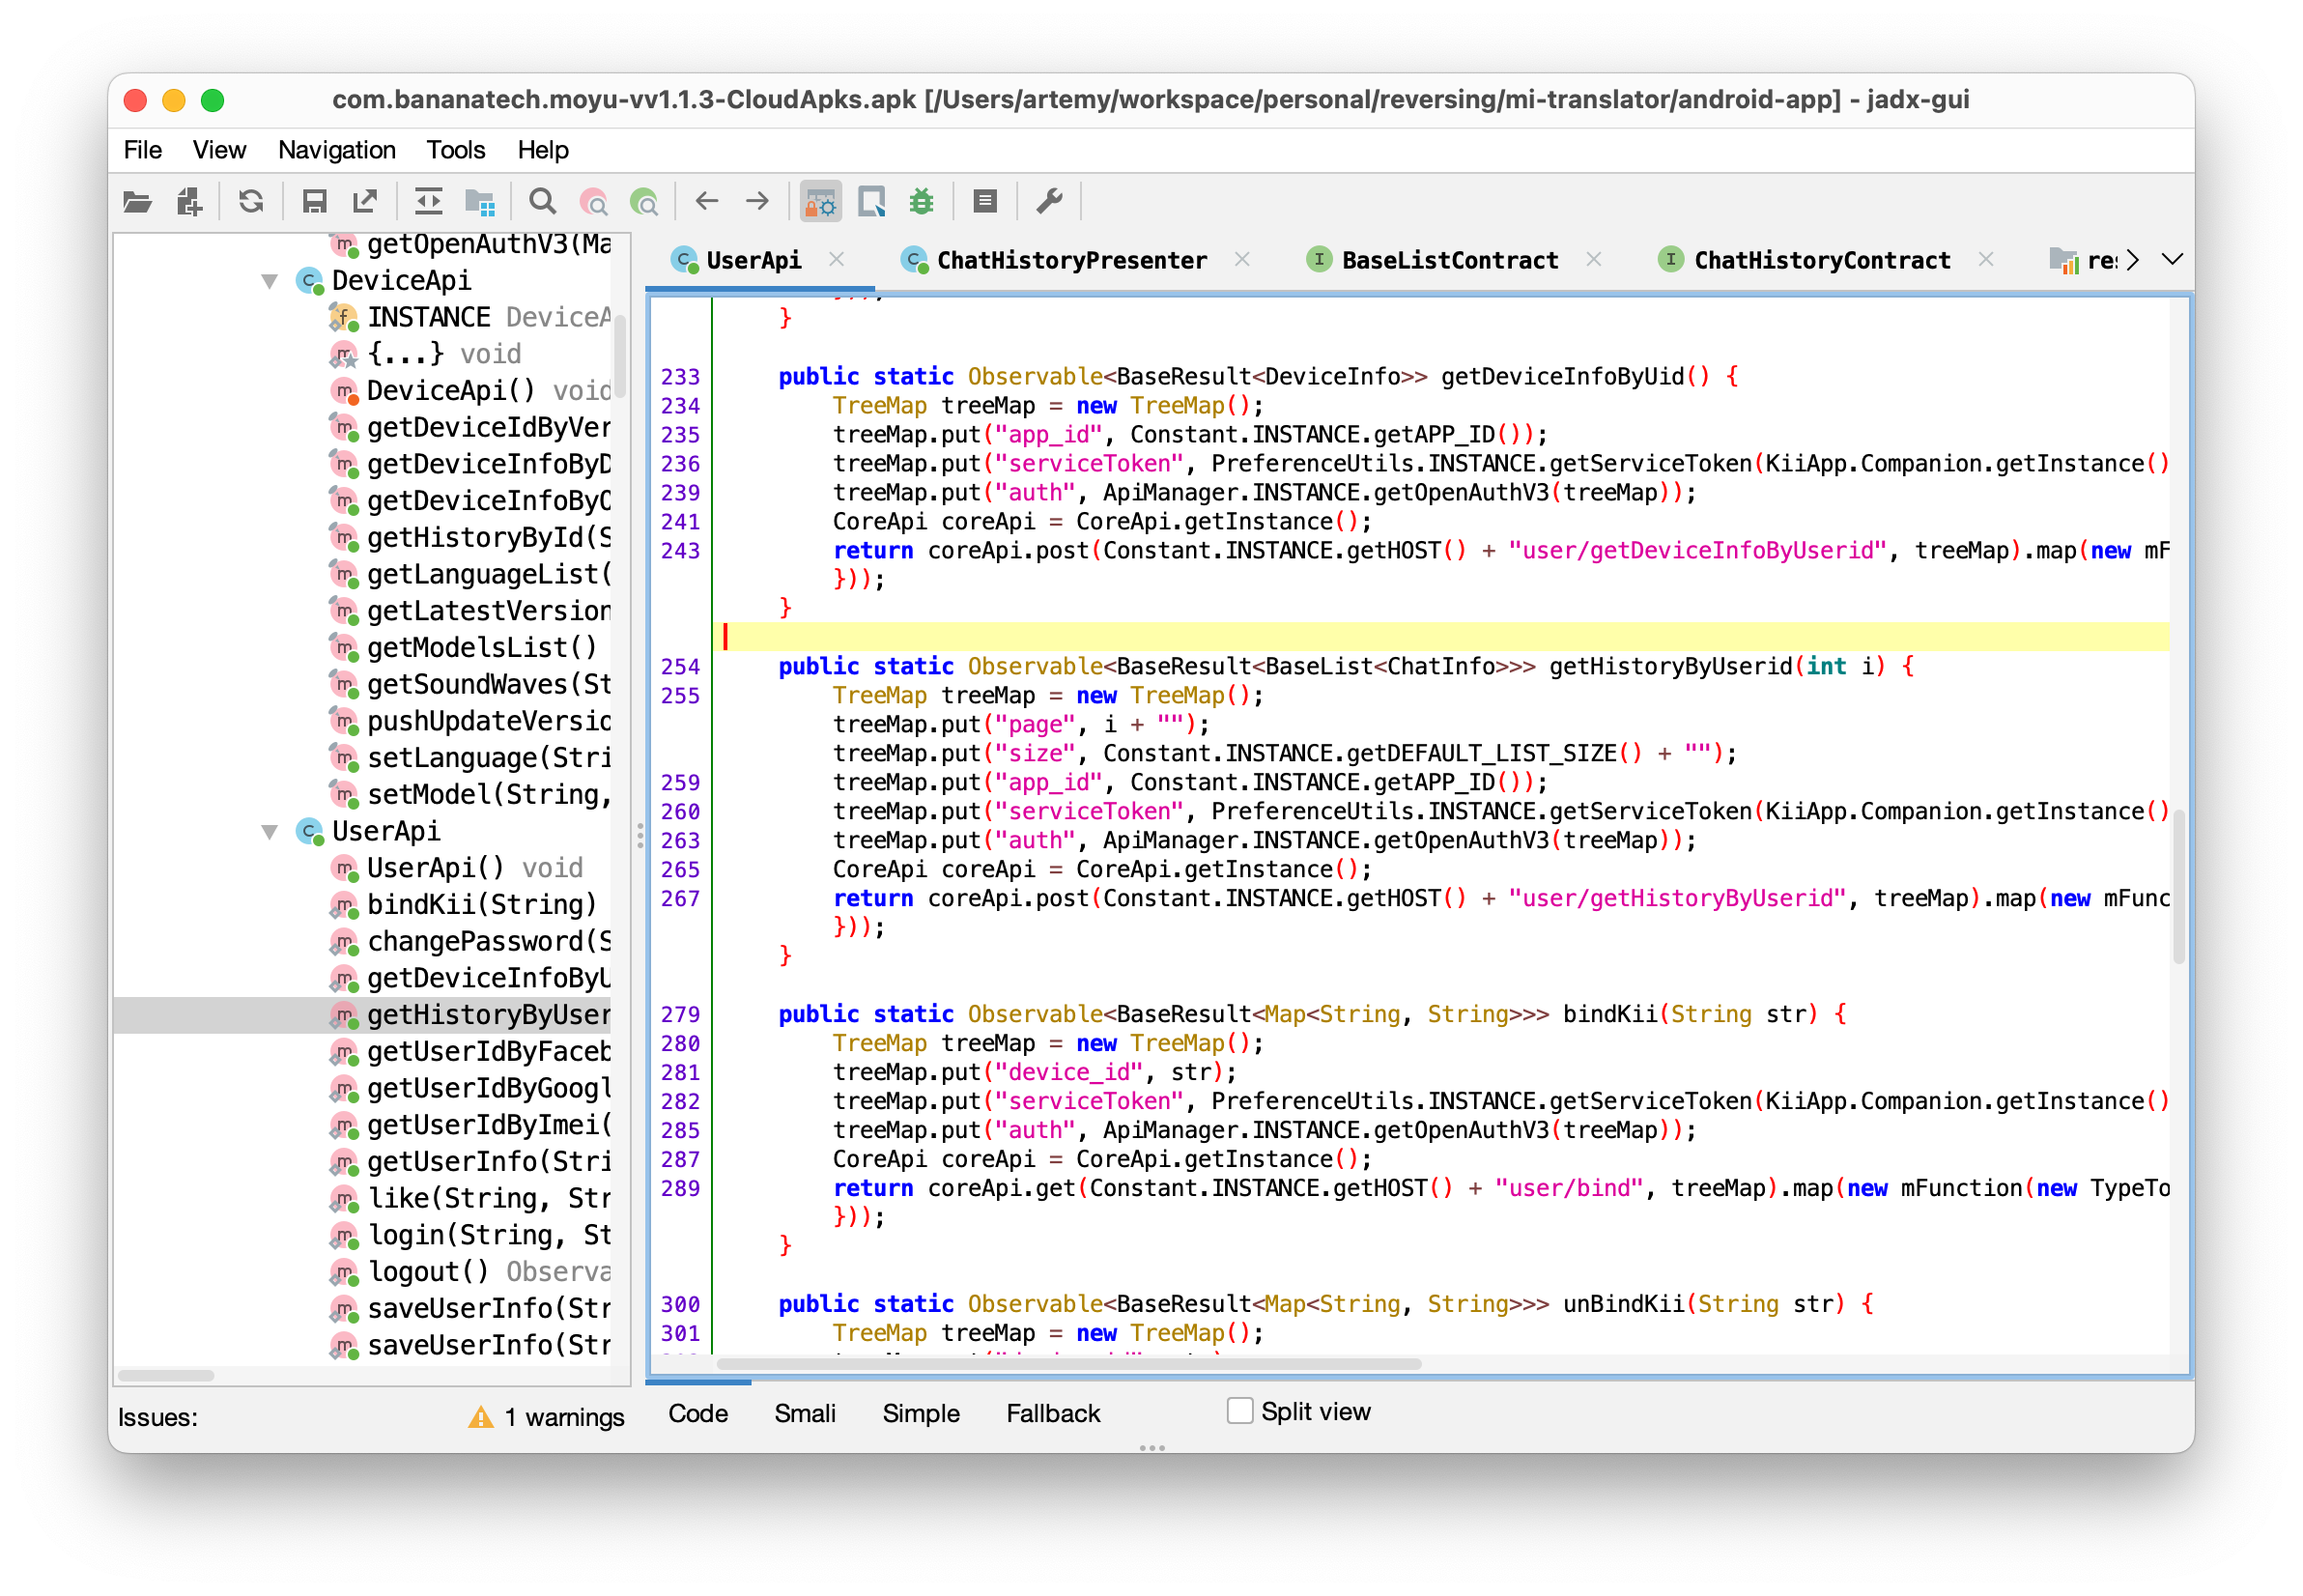 com.bananatech.moyu-vv1.1.3-CloudApks.apk [/Users/artemy/workspace/personal/reversing/mi-translator/android-app] - jadx-gui
File View Navigation Tools Help
getOpenAuthV3(Ma
DeviceApi
INSTANCE DeviceA
{...} void
DeviceApi() void
getDeviceIdByVer
getDeviceInfoByD
getDeviceInfoByO
getHistoryById(S
getLanguageList(
getLatestVersion
getModelsList()
getSoundWaves(St
pushUpdateVersio
setLanguage(Stri
setModel(String,
UserApi
UserApi() void
bindKii(String)
changePassword(S
getDeviceInfoByU
getHistoryByUser
getUserIdByFaceb
getUserIdByGoogl
getUserIdByImei(
getUserInfo(Stri
like(String, Str
login(String, St
logout() Observa
saveUserInfo(Str
saveUserInfo(Str
UserApi ChatHistoryPresenter BaseListContract ChatHistoryContract
}
233 public static Observable<BaseResult<DeviceInfo>> getDeviceInfoByUid() {
234 TreeMap treeMap = new TreeMap();
235 treeMap.put("app_id", Constant.INSTANCE.getAPP_ID());
236 treeMap.put("serviceToken", PreferenceUtils.INSTANCE.getServiceToken(KiiApp.Companion.getInstance()
239 treeMap.put("auth", ApiManager.INSTANCE.getOpenAuthV3(treeMap));
241 CoreApi coreApi = CoreApi.getInstance();
243 return coreApi.post(Constant.INSTANCE.getHOST() + "user/getDeviceInfoByUserid", treeMap).map(new mF
}));
}
254 public static Observable<BaseResult<BaseList<ChatInfo>>> getHistoryByUserid(int i) {
255 TreeMap treeMap = new TreeMap();
treeMap.put("page", i + "");
treeMap.put("size", Constant.INSTANCE.getDEFAULT_LIST_SIZE() + "");
259 treeMap.put("app_id", Constant.INSTANCE.getAPP_ID());
260 treeMap.put("serviceToken", PreferenceUtils.INSTANCE.getServiceToken(KiiApp.Companion.getInstance()
263 treeMap.put("auth", ApiManager.INSTANCE.getOpenAuthV3(treeMap));
265 CoreApi coreApi = CoreApi.getInstance();
267 return coreApi.post(Constant.INSTANCE.getHOST() + "user/getHistoryByUserid", treeMap).map(new mFunc
}));
}
279 public static Observable<BaseResult<Map<String, String>>> bindKii(String str) {
280 TreeMap treeMap = new TreeMap();
281 treeMap.put("device_id", str);
282 treeMap.put("serviceToken", PreferenceUtils.INSTANCE.getServiceToken(KiiApp.Companion.getInstance()
285 treeMap.put("auth", ApiManager.INSTANCE.getOpenAuthV3(treeMap));
287 CoreApi coreApi = CoreApi.getInstance();
289 return coreApi.get(Constant.INSTANCE.getHOST() + "user/bind", treeMap).map(new mFunction(new TypeTo
}));
}
300 public static Observable<BaseResult<Map<String, String>>> unBindKii(String str) {
301 TreeMap treeMap = new TreeMap();
Issues: 1 warnings
Code Smali Simple Fallback Split view